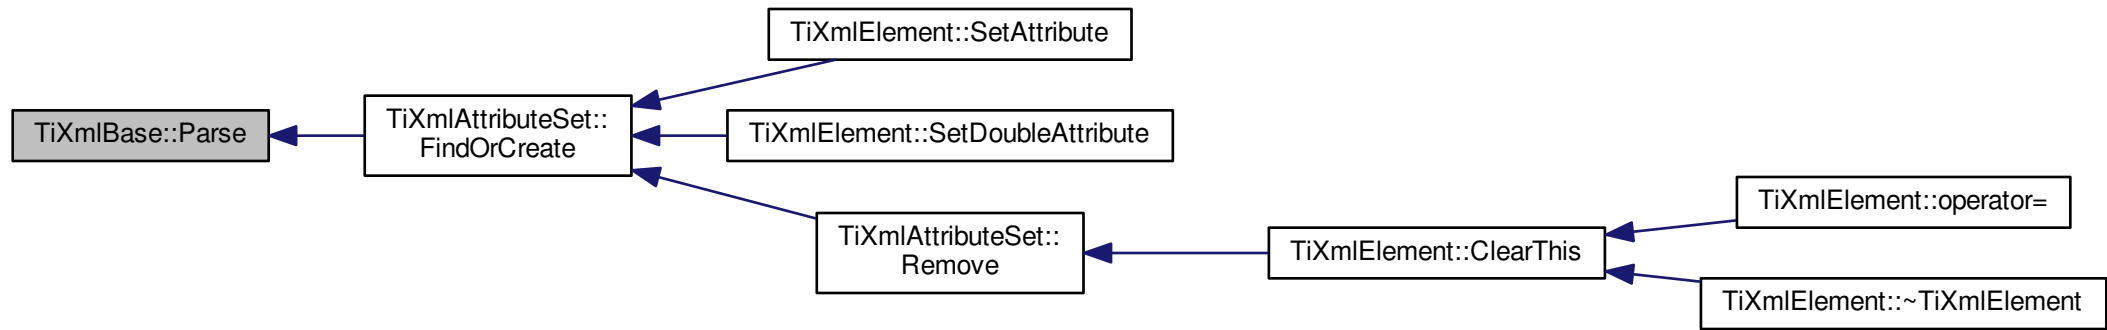 TiXmlBase::Parse
TiXmlAttributeSet::
FindOrCreate
TiXmlElement::SetAttribute
TiXmlElement::SetDoubleAttribute
TiXmlAttributeSet::
Remove
TiXmlElement::ClearThis
TiXmlElement::operator=
TiXmlElement::~TiXmlElement